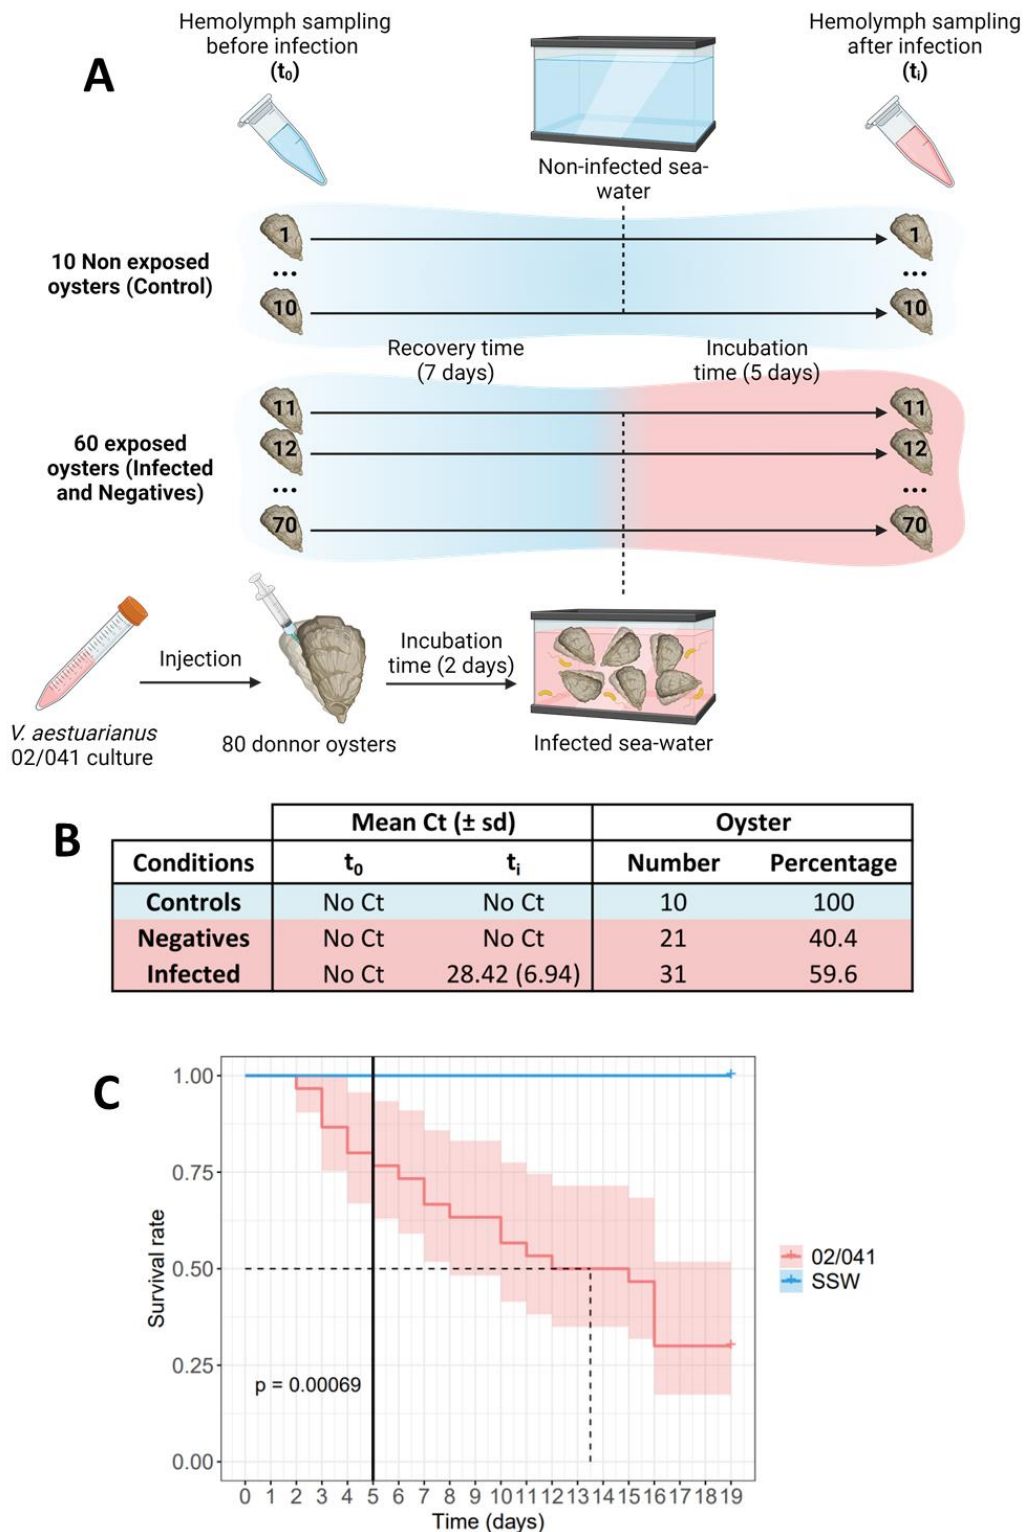 Hemolymph sampling
before infection
(t₀)
Hemolymph sampling
after infection
(tᵢ)
A
Non-infected sea-
water
10 Non exposed
oysters (Control)
1
...
10
1
...
10
Recovery time
(7 days)
Incubation
time (5 days)
60 exposed
oysters (Infected
and Negatives)
11
12
...
70
11
12
...
70
Injection
Incubation
time (2 days)
V. aestuarianus
02/041 culture
80 donnor oysters
Infected sea-water
B
Mean Ct (± sd) Oyster
Conditions t₀ tᵢ Number Percentage
Controls No Ct No Ct 10 100
Negatives No Ct No Ct 21 40.4
Infected No Ct 28.42 (6.94) 31 59.6
C
Survival rate
1.00
0.75
0.50
0.25
0.00
p = 0.00069
0 1 2 3 4 5 6 7 8 9 10 11 12 13 14 15 16 17 18 19
Time (days)
02/041
SSW